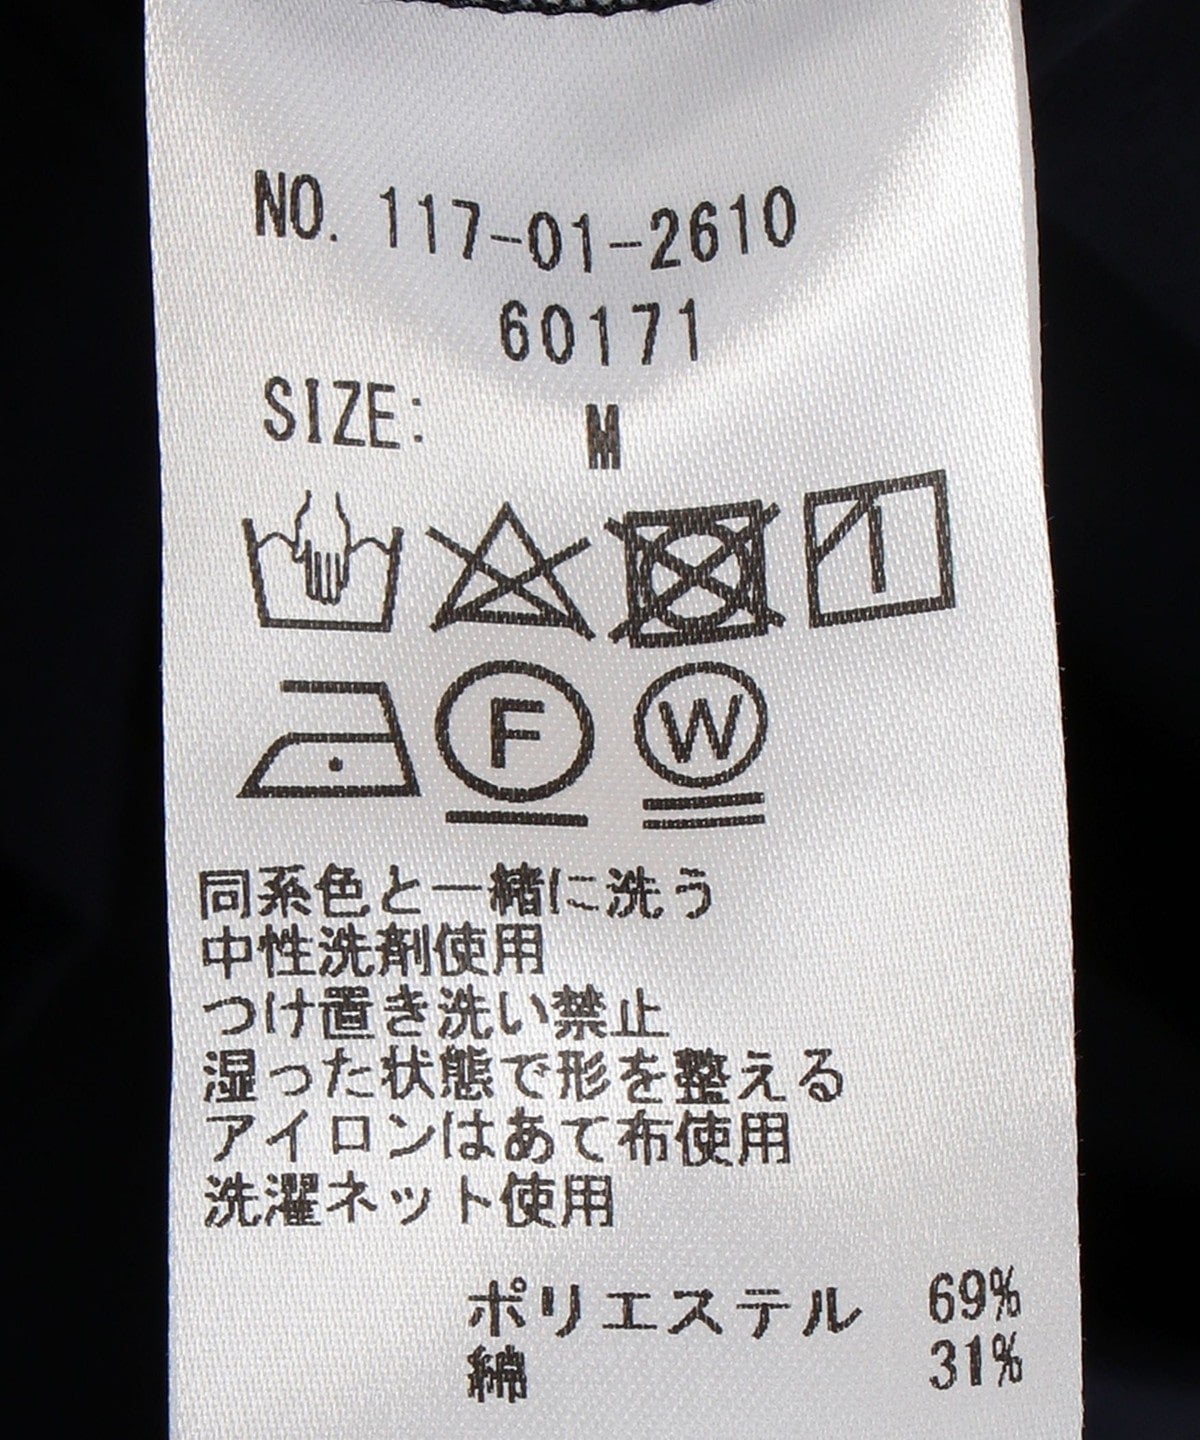 NO. 117-01-2610
60171
SIZE: M
F W
同系色と一緒に洗う
中性洗剤使用
つけ置き洗い禁止
湿った状態で形を整える
アイロンはあて布使用
洗濯ネット使用
ポリエステル 69%
綿 31%